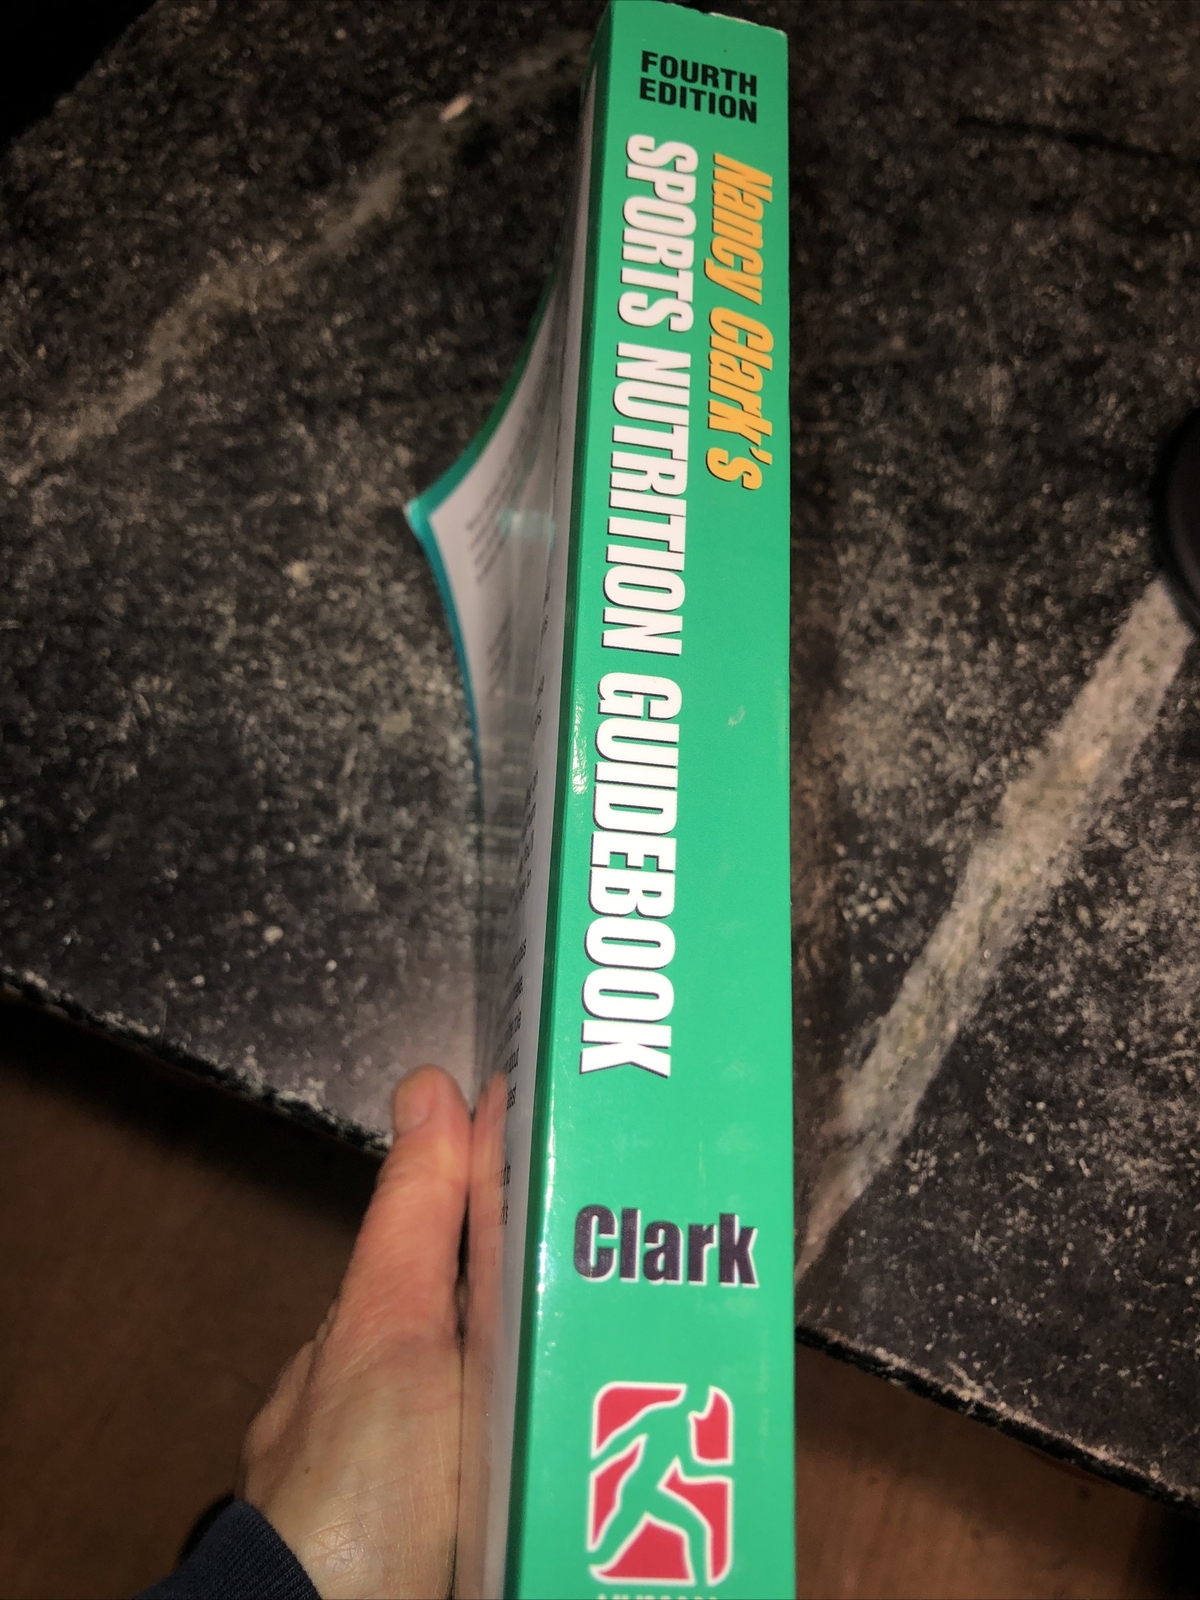 FOURTH
EDITION
Nancy Clark's
SPORTS NUTRITION GUIDEBOOK
Clark